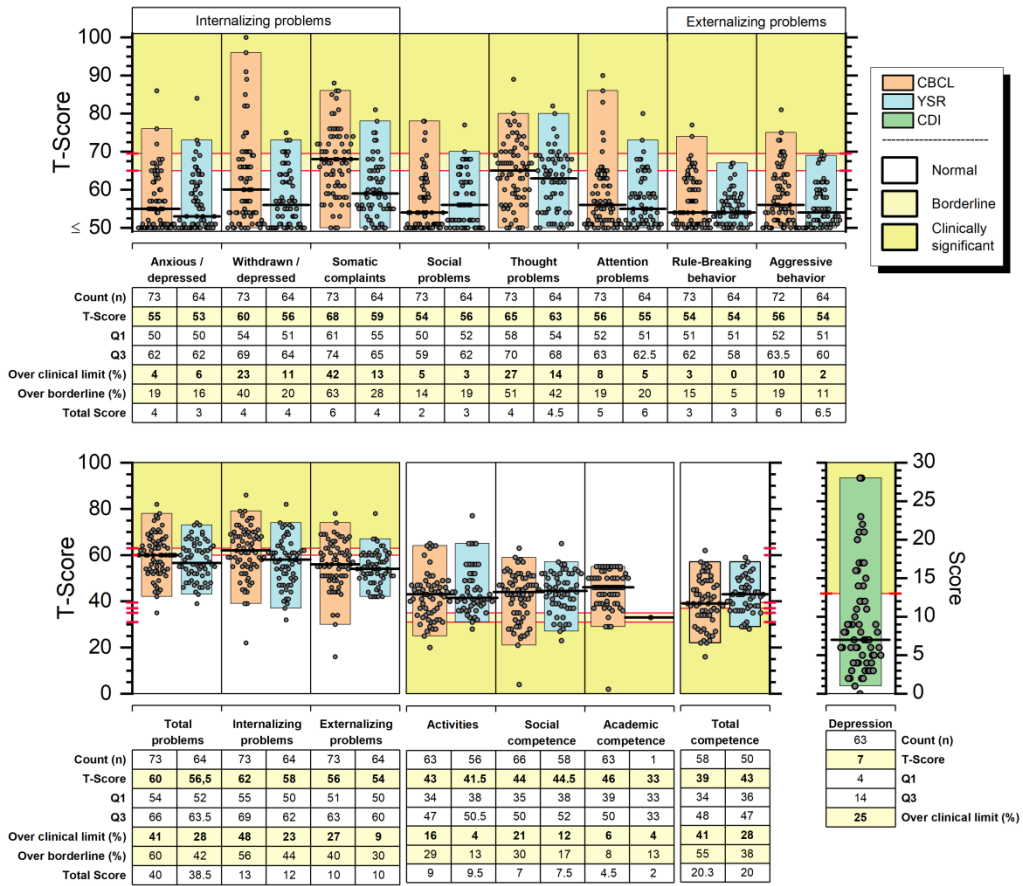 Internalizing problems
Externalizing problems
T-Score
100
90
80
70
60
≤ 50
100
90
80
70
60
50
CBCL
YSR
CDI
Normal
Borderline
Clinically
significant
Anxious / Withdrawn / Somatic Social Thought Attention Rule-Breaking Aggressive
depressed depressed complaints problems problems problems behavior behavior
Count (n) 73 64 73 64 73 64 73 64 73 64 73 64 73 64 72 64
T-Score 55 53 60 56 68 59 54 56 65 63 56 55 54 54 56 54
Q1 50 50 54 51 61 55 50 52 58 54 52 51 51 51 52 51
Q3 62 62 69 64 74 65 59 62 70 68 63 62.5 62 58 63.5 60
Over clinical limit (%) 4 6 23 11 42 13 5 3 27 14 8 5 3 0 10 2
Over borderline (%) 19 16 40 20 63 28 14 19 51 42 19 20 15 5 19 11
Total Score 4 3 4 4 6 4 2 3 4 4.5 5 6 3 3 6 6.5
T-Score
100
80
60
40
20
0
100
80
60
40
20
0
30
25
20
15
10
5
0
Score
Total Internalizing Externalizing Activities Social Academic Total Depression
problems problems problems competence competence competence
Count (n) 73 64 73 64 73 64 63 56 66 58 63 1 58 50 63 Count (n)
T-Score 60 56,5 62 58 56 54 43 41.5 44 44.5 46 33 39 43 7 T-Score
Q1 54 52 55 50 51 50 34 38 35 38 39 33 34 36 4 Q1
Q3 66 63.5 69 62 63 60 47 50.5 50 52 50 33 48 47 14 Q3
Over clinical limit (%) 41 28 48 23 27 9 16 4 21 12 6 4 41 28 25 Over clinical limit (%)
Over borderline (%) 60 42 56 44 40 30 29 13 30 17 8 13 55 38
Total Score 40 38.5 13 12 10 10 9 9.5 7 7.5 4.5 2 20.3 20